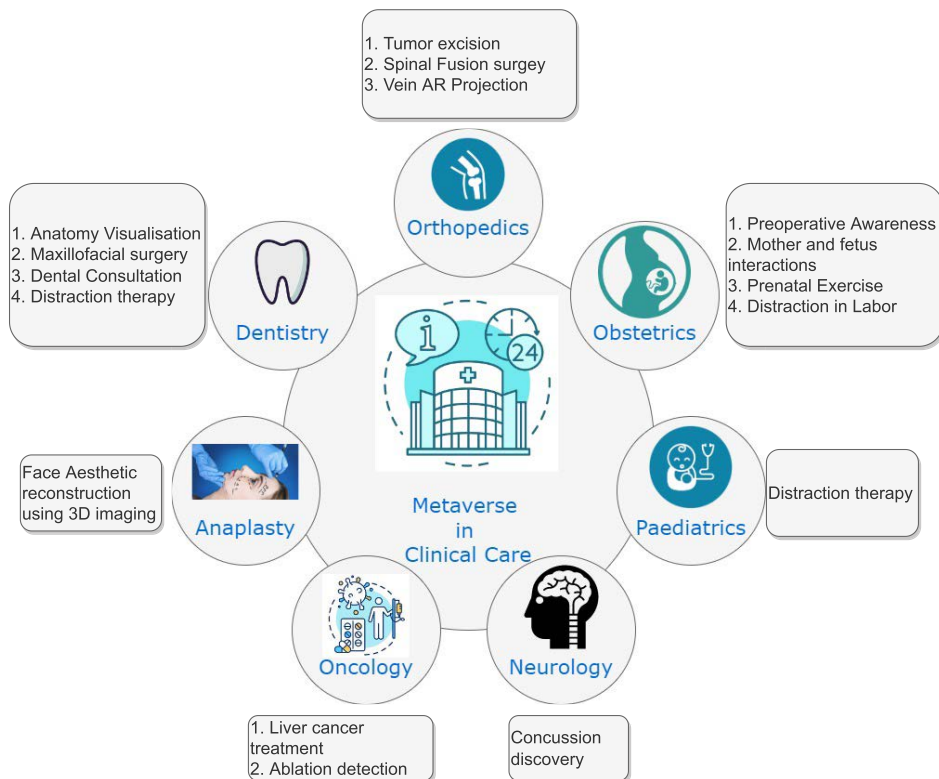 1. Tumor excision
2. Spinal Fusion surgey
3. Vein AR Projection
Orthopedics
1. Anatomy Visualisation
2. Maxillofacial surgery
3. Dental Consultation
4. Distraction therapy
Dentistry
1. Preoperative Awareness
2. Mother and fetus
interactions
3. Prenatal Exercise
4. Distraction in Labor
Obstetrics
i
24
Metaverse
in
Clinical Care
Face Aesthetic
reconstruction
using 3D imaging
Anaplasty
Paediatrics
Distraction therapy
Oncology
1. Liver cancer
treatment
2. Ablation detection
Neurology
Concussion
discovery